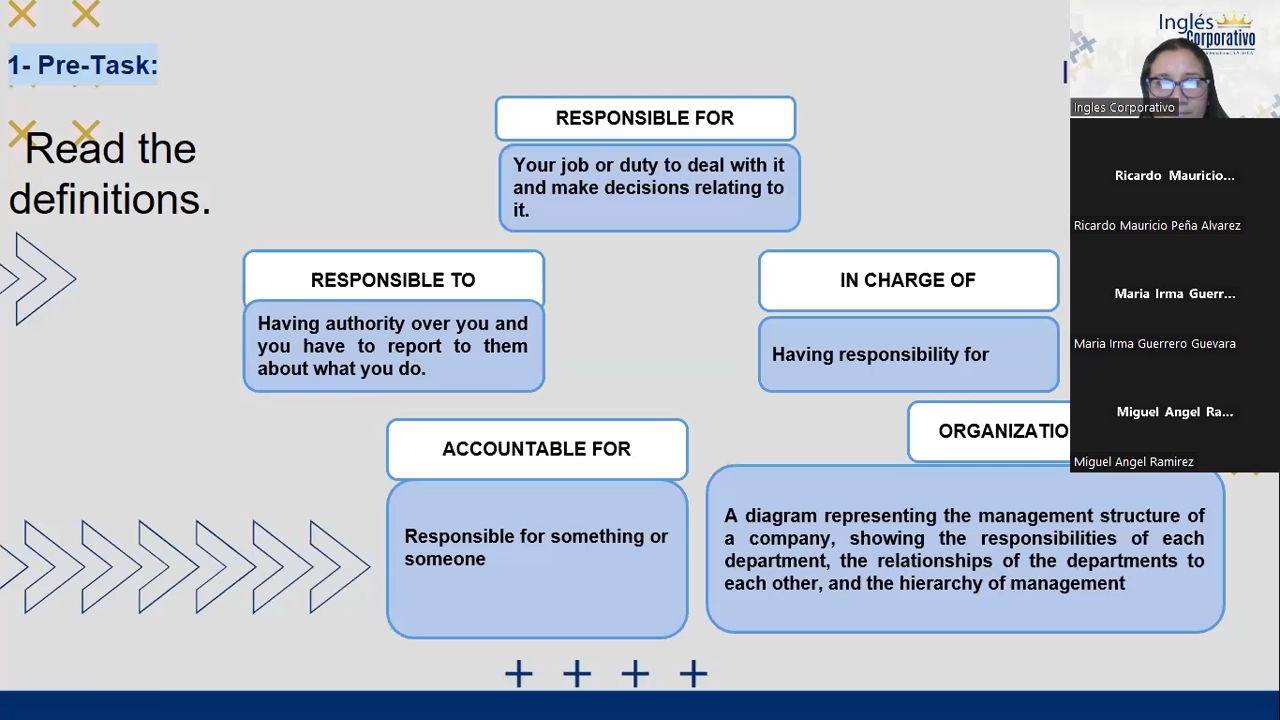 1- Pre-Task:
Read the
definitions.
RESPONSIBLE FOR
Your job or duty to deal with it
and make decisions relating to
it.
RESPONSIBLE TO
Having authority over you and
you have to report to them
about what you do.
IN CHARGE OF
Having responsibility for
ACCOUNTABLE FOR
Responsible for something or
someone
ORGANIZATIO
A diagram representing the management structure of
a company, showing the responsibilities of each
department, the relationships of the departments to
each other, and the hierarchy of management
Inglés
Corporativo
Ingles Corporativo
Ricardo Mauricio...
Ricardo Mauricio Peña Alvarez
Maria Irma Guerr...
Maria Irma Guerrero Guevara
Miguel Angel Ra...
Miguel Angel Ramirez